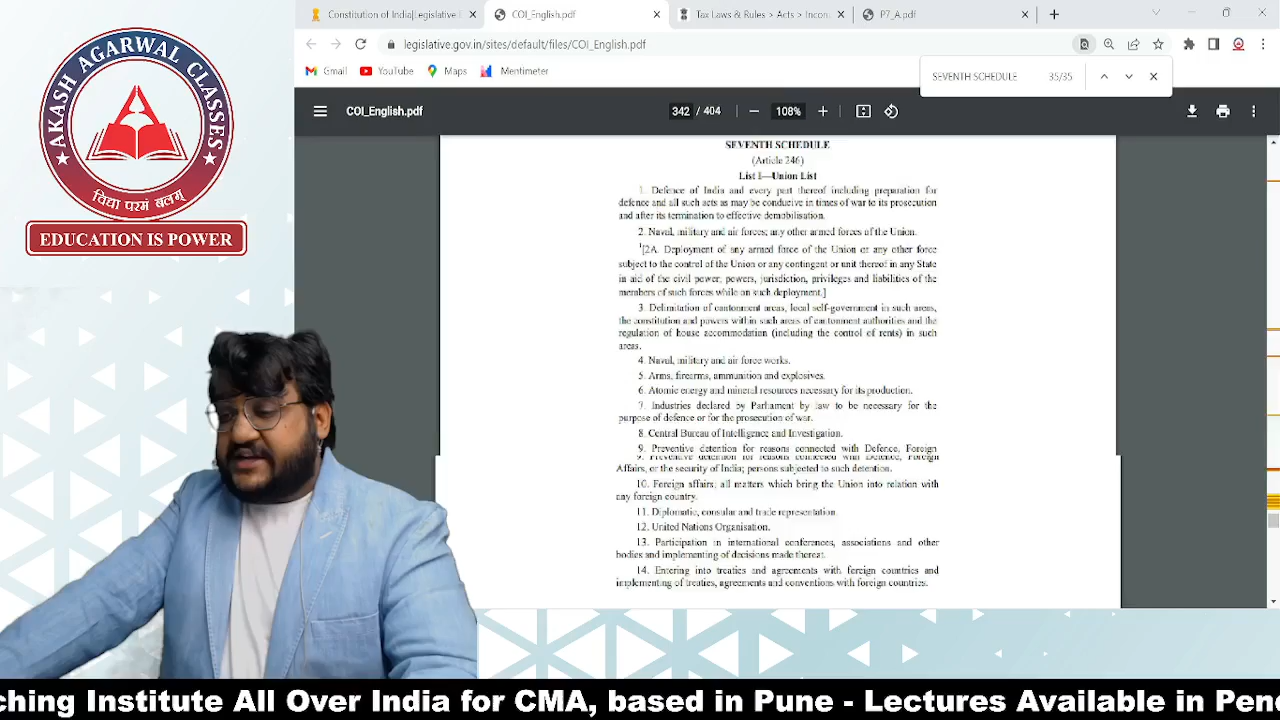 AKASH AGARWAL CLASSES
विद्या परमं बलम्
EDUCATION IS POWER
Constitution of India|Legislative
COI_English.pdf
Tax Laws & Rules > Acts > Incom
P7_A.pdf
legislative.gov.in/sites/default/files/COI_English.pdf
Gmail
YouTube
Maps
Mentimeter
SEVENTH SCHEDULE 35/35
COI_English.pdf
342 / 404
108%
SEVENTH SCHEDULE
(Article 246)
List I—Union List
1. Defence of India and every part thereof including preparation for
defence and all such acts as may be conducive in times of war to its prosecution
and after its termination to effective demobilisation.
2. Naval, military and air forces; any other armed forces of the Union.
1[2A. Deployment of any armed force of the Union or any other force
subject to the control of the Union or any contingent or unit thereof in any State
in aid of the civil power; powers, jurisdiction, privileges and liabilities of the
members of such forces while on such deployment.]
3. Delimitation of cantonment areas, local self-government in such areas,
the constitution and powers within such areas of cantonment authorities and the
regulation of house accommodation (including the control of rents) in such
areas.
4. Naval, military and air force works.
5. Arms, firearms, ammunition and explosives.
6. Atomic energy and mineral resources necessary for its production.
7. Industries declared by Parliament by law to be necessary for the
purpose of defence or for the prosecution of war.
8. Central Bureau of Intelligence and Investigation.
9. Preventive detention for reasons connected with Defence, Foreign
9. Preventive detention for reasons connected with Defence, Foreign
Affairs, or the security of India; persons subjected to such detention.
10. Foreign affairs; all matters which bring the Union into relation with
any foreign country.
11. Diplomatic, consular and trade representation.
12. United Nations Organisation.
13. Participation in international conferences, associations and other
bodies and implementing of decisions made thereat.
14. Entering into treaties and agreements with foreign countries and
implementing of treaties, agreements and conventions with foreign countries.
ching Institute All Over India for CMA, based in Pune - Lectures Available in Pen